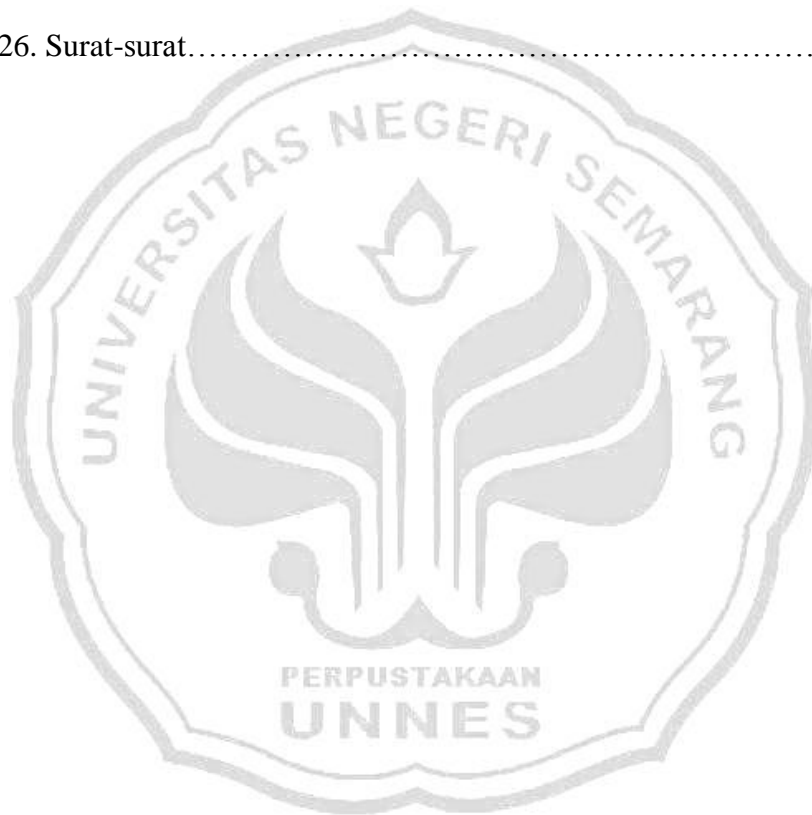 26. Surat-surat……………………………………………………………
UNIVERSITAS NEGERI SEMARANG
PERPUSTAKAAN
UNNES